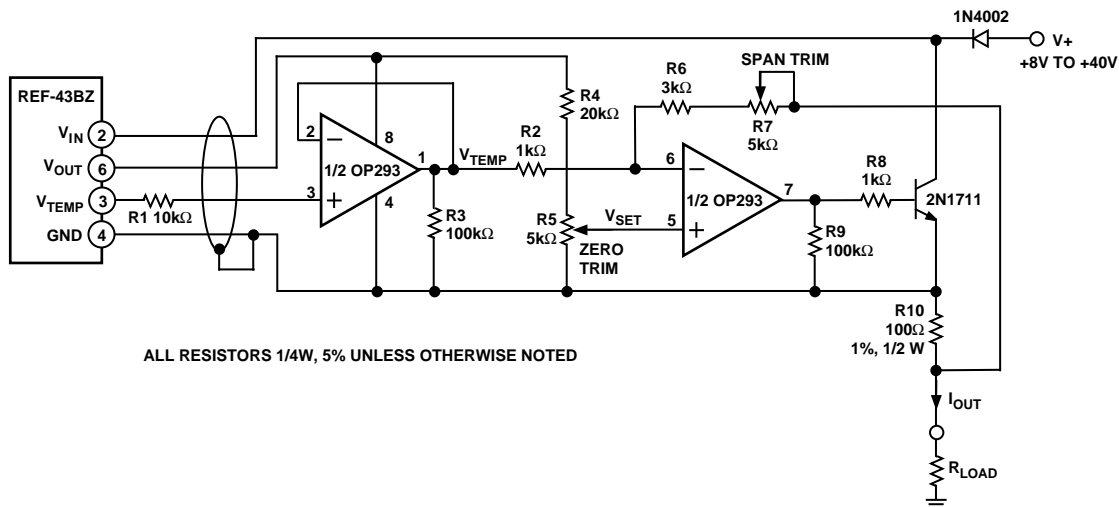 1N4002
V+
+8V TO +40V
SPAN TRIM
REF-43BZ
R6
3kΩ
R4
20kΩ
R7
5kΩ
VIN
2
8
R2
1kΩ
2
1
VTEMP
6
R8
1kΩ
VOUT
6
1/2 OP293
7
2N1711
1/2 OP293
VTEMP
3
R1 10kΩ
3
4
R5
5kΩ
VSET
5
R3
100kΩ
ZERO
TRIM
R9
100kΩ
GND
4
R10
100Ω
1%, 1/2 W
ALL RESISTORS 1/4W, 5% UNLESS OTHERWISE NOTED
IOUT
RLOAD